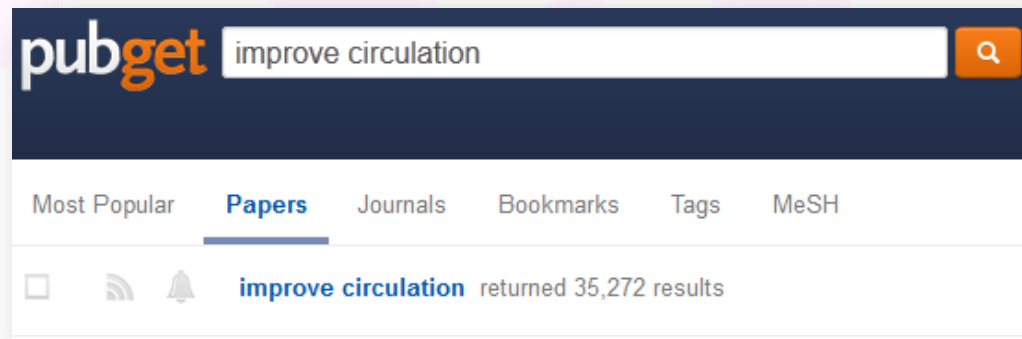 pubget improve circulation
Most Popular Papers Journals Bookmarks Tags MeSH
improve circulation returned 35,272 results